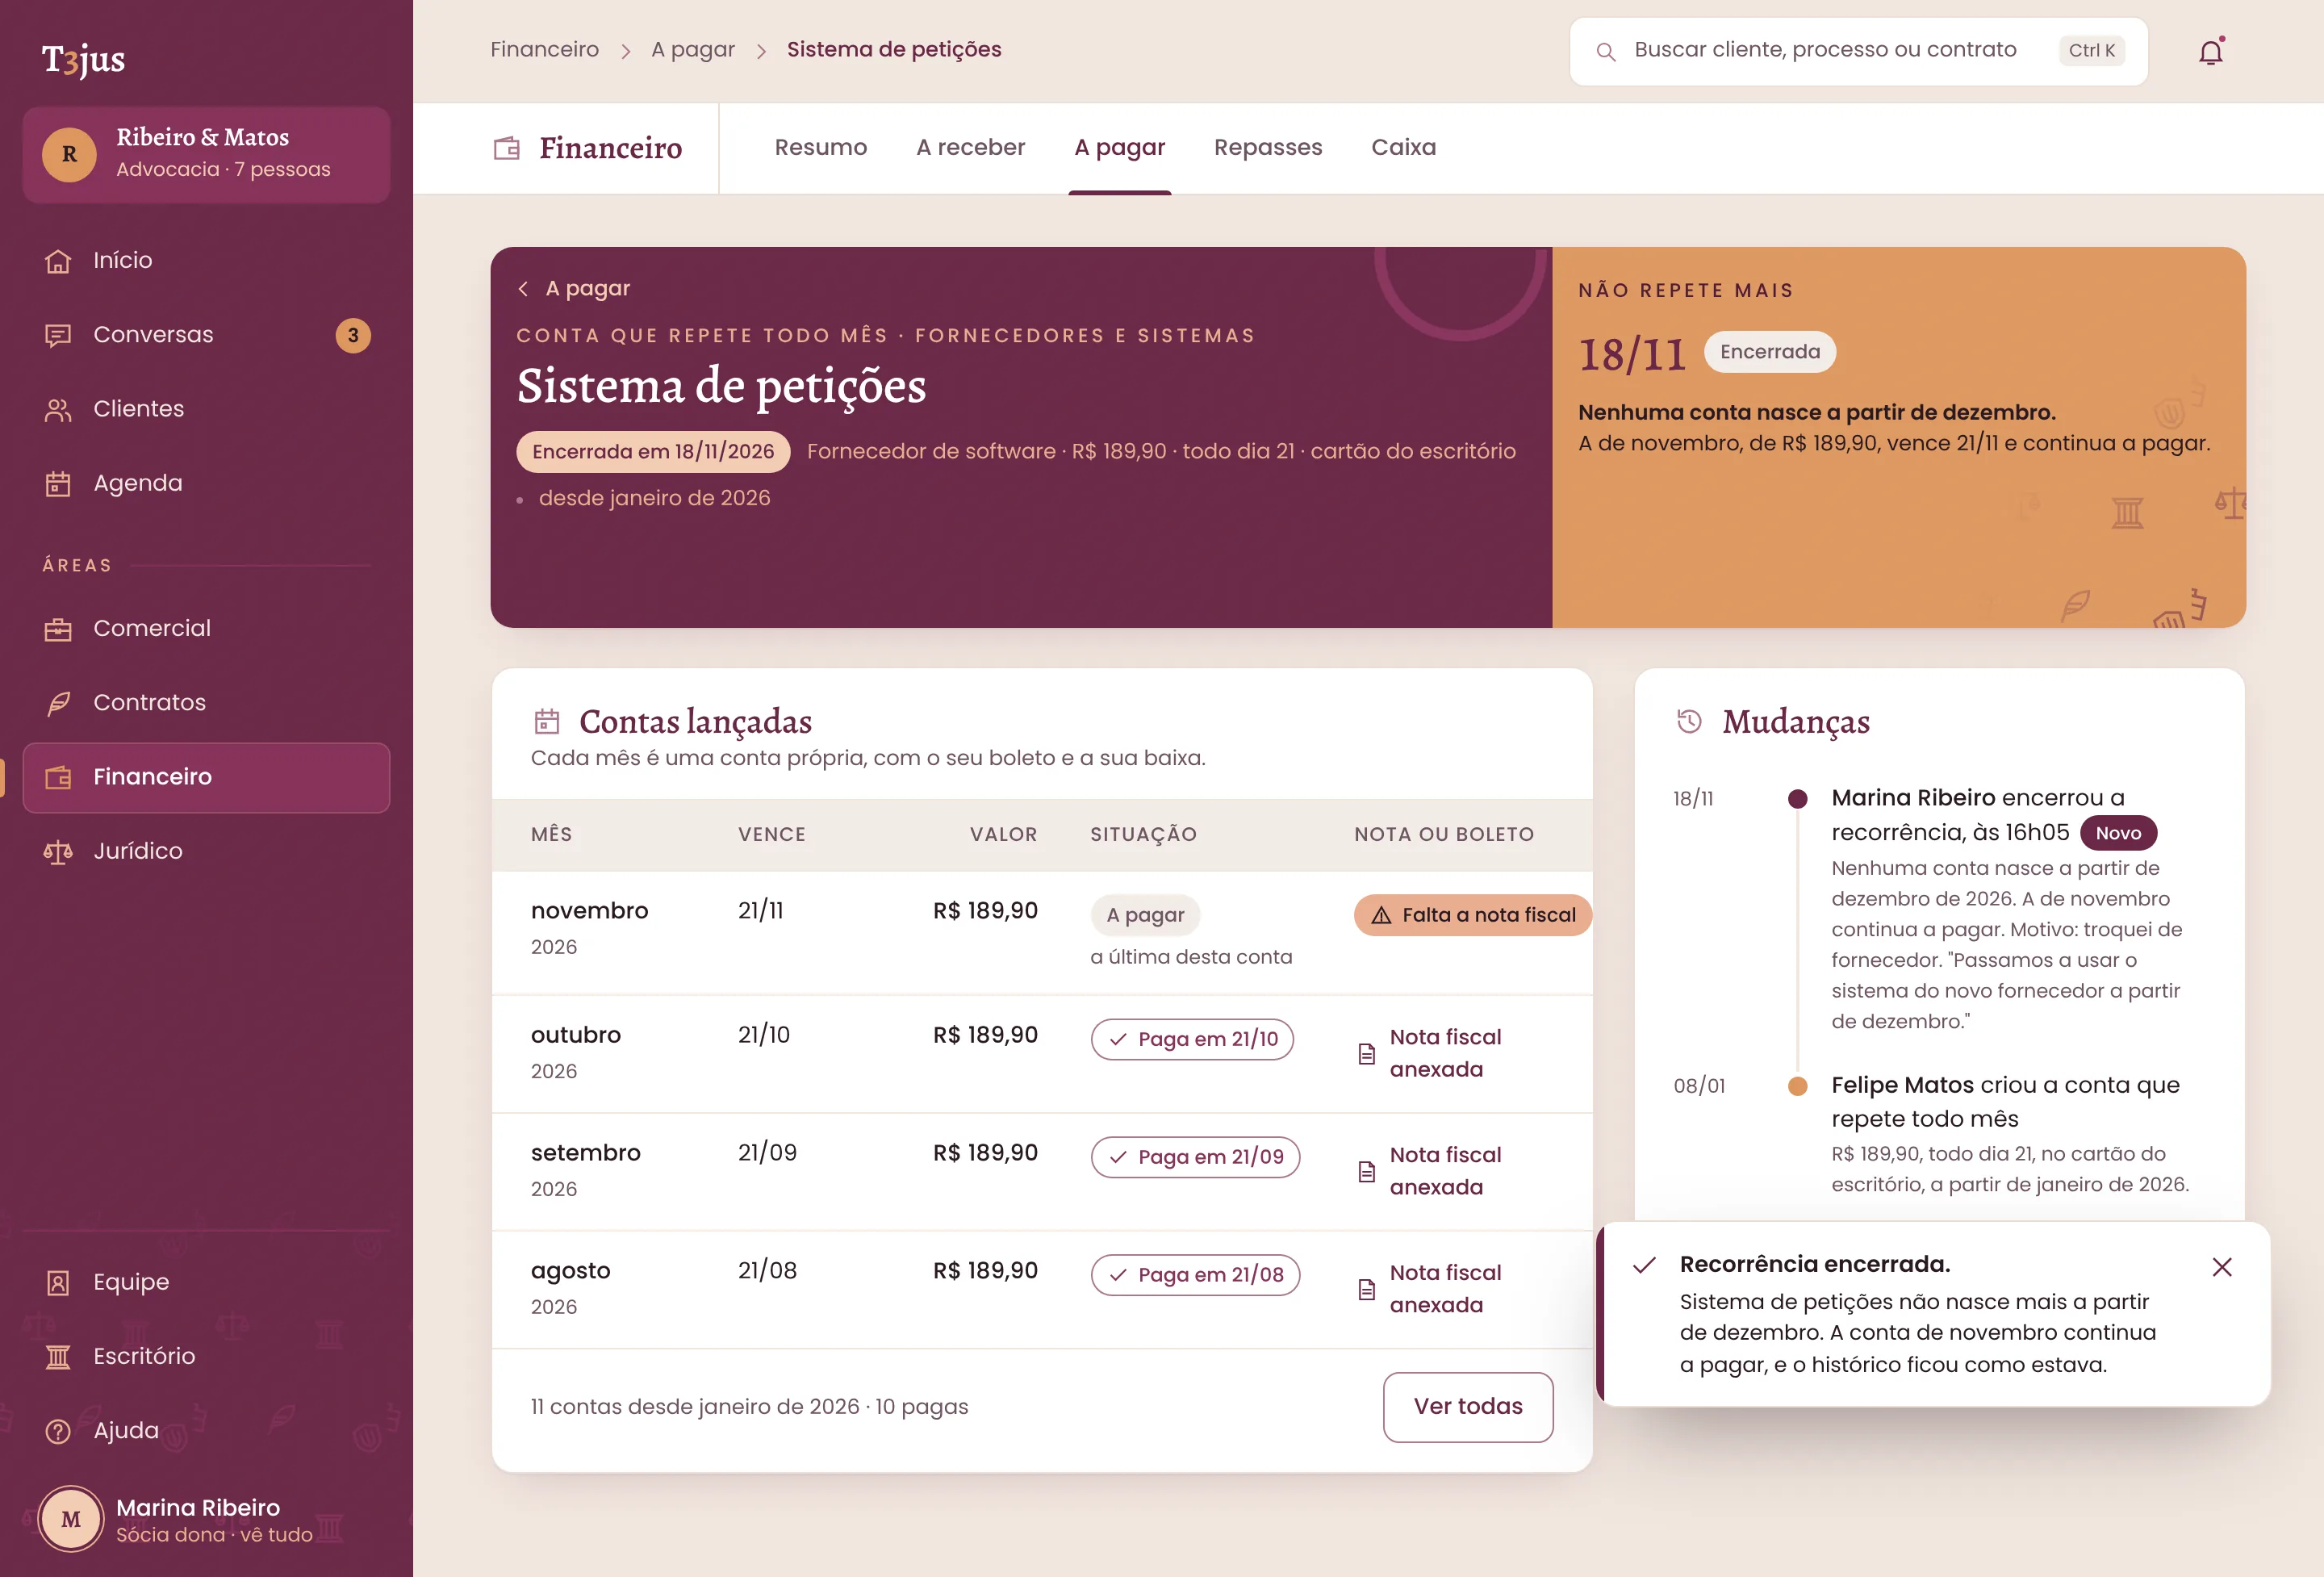 T3jus
R
Ribeiro & Matos
Advocacia · 7 pessoas
Início
Conversas
3
Clientes
Agenda
ÁREAS
Comercial
Contratos
Financeiro
Jurídico
Equipe
Escritório
Ajuda
M
Marina Ribeiro
Sócia dona · vê tudo
Financeiro
A pagar
Sistema de petições
Buscar cliente, processo ou contrato
Ctrl K
Financeiro
Resumo
A receber
A pagar
Repasses
Caixa
A pagar
CONTA QUE REPETE TODO MÊS · FORNECEDORES E SISTEMAS
Sistema de petições
Encerrada em 18/11/2026
Fornecedor de software · R$ 189,90 · todo dia 21 · cartão do escritório
• desde janeiro de 2026
NÃO REPETE MAIS
18/11
Encerrada
Nenhuma conta nasce a partir de dezembro.
A de novembro, de R$ 189,90, vence 21/11 e continua a pagar.
Contas lançadas
Cada mês é uma conta própria, com o seu boleto e a sua baixa.
MÊS VENCE VALOR SITUAÇÃO NOTA OU BOLETO
novembro 21/11 R$ 189,90 A pagar Falta a nota fiscal
2026 a última desta conta
outubro 21/10 R$ 189,90 Paga em 21/10 Nota fiscal
2026 anexada
setembro 21/09 R$ 189,90 Paga em 21/09 Nota fiscal
2026 anexada
agosto 21/08 R$ 189,90 Paga em 21/08 Nota fiscal
2026 anexada
11 contas desde janeiro de 2026 · 10 pagas
Ver todas
Mudanças
18/11
Marina Ribeiro encerrou a
recorrência, às 16h05 Novo
Nenhuma conta nasce a partir de
dezembro de 2026. A de novembro
continua a pagar. Motivo: troquei de
fornecedor. "Passamos a usar o
sistema do novo fornecedor a partir
de dezembro."
08/01
Felipe Matos criou a conta que
repete todo mês
R$ 189,90, todo dia 21, no cartão do
escritório, a partir de janeiro de 2026.
Recorrência encerrada.
Sistema de petições não nasce mais a partir
de dezembro. A conta de novembro continua
a pagar, e o histórico ficou como estava.